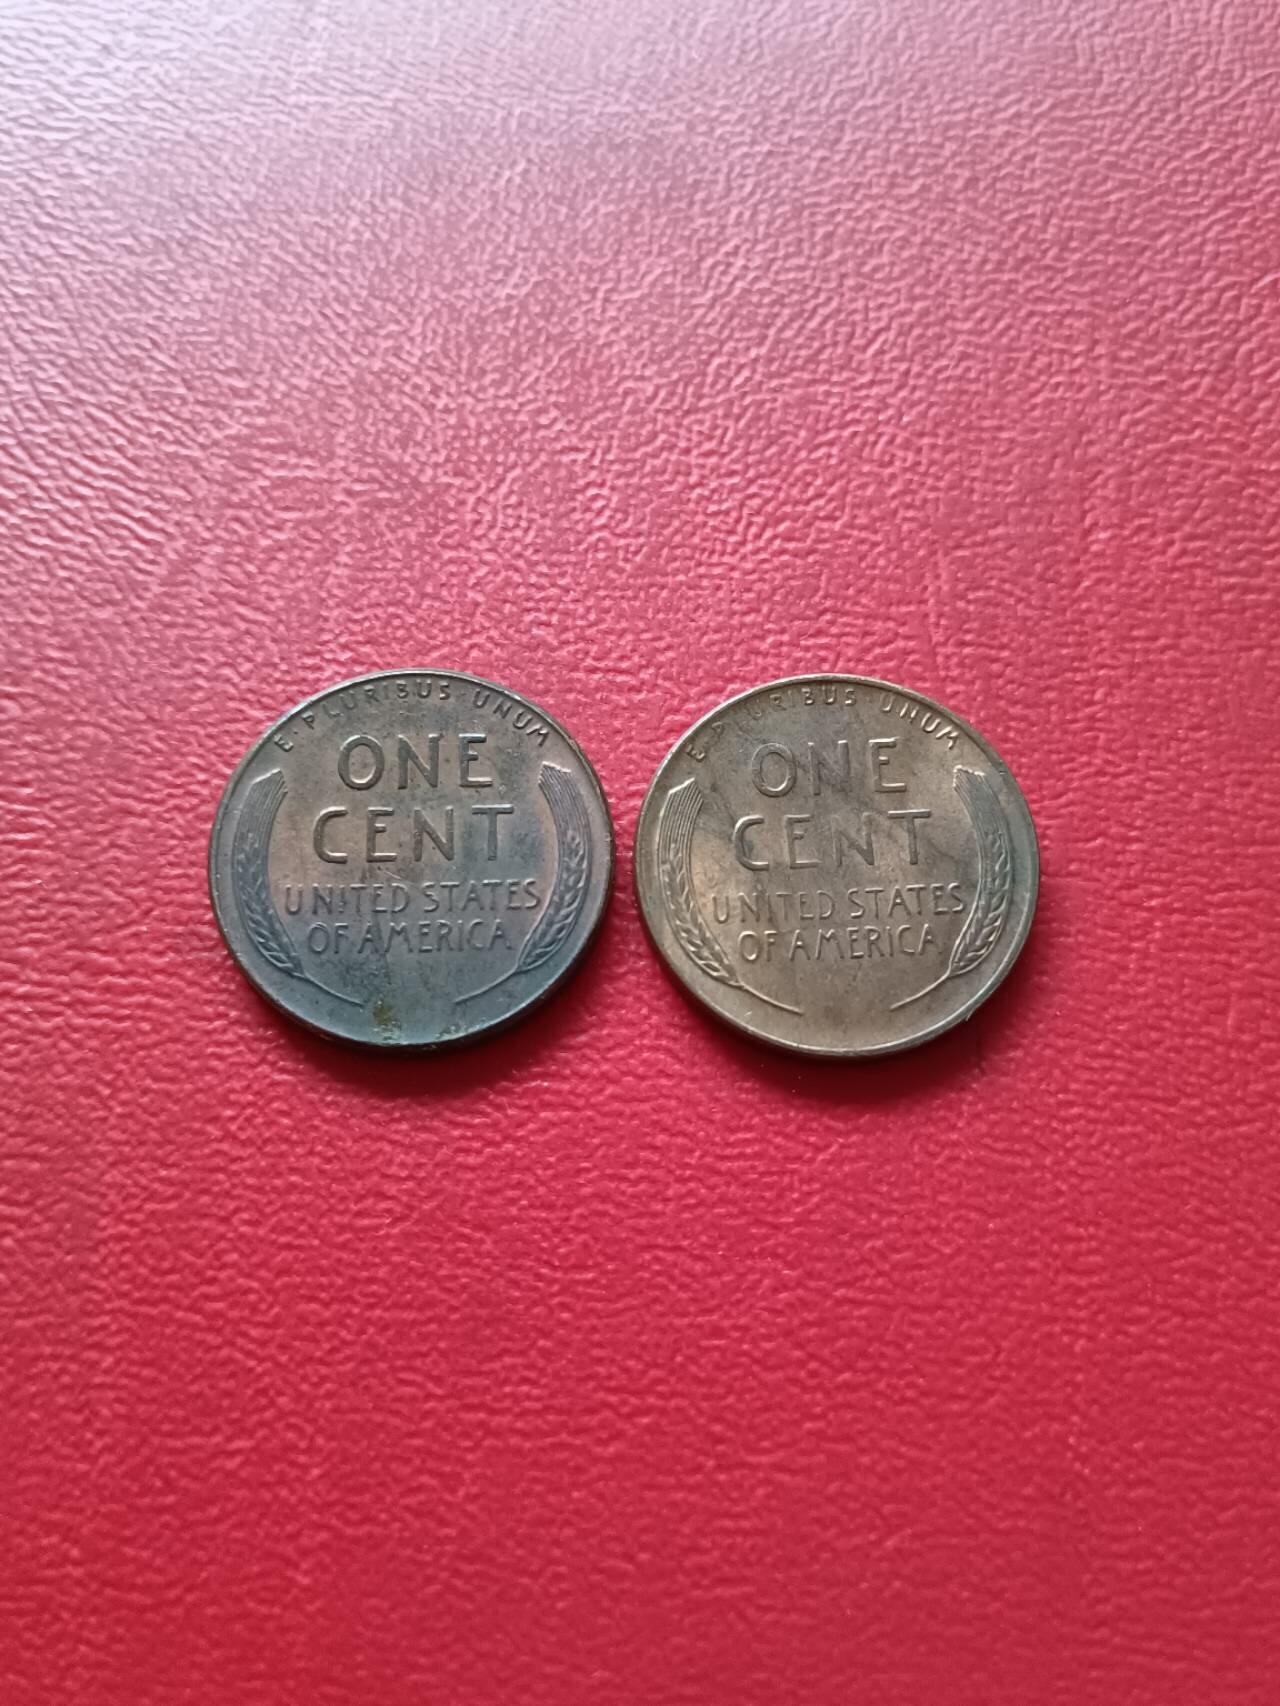 E · PLURIBUS · UNUM
ONE
CENT
UNITED STATES
OF AMERICA
E · PLURIBUS · UNUM
ONE
CENT
UNITED STATES
OF AMERICA